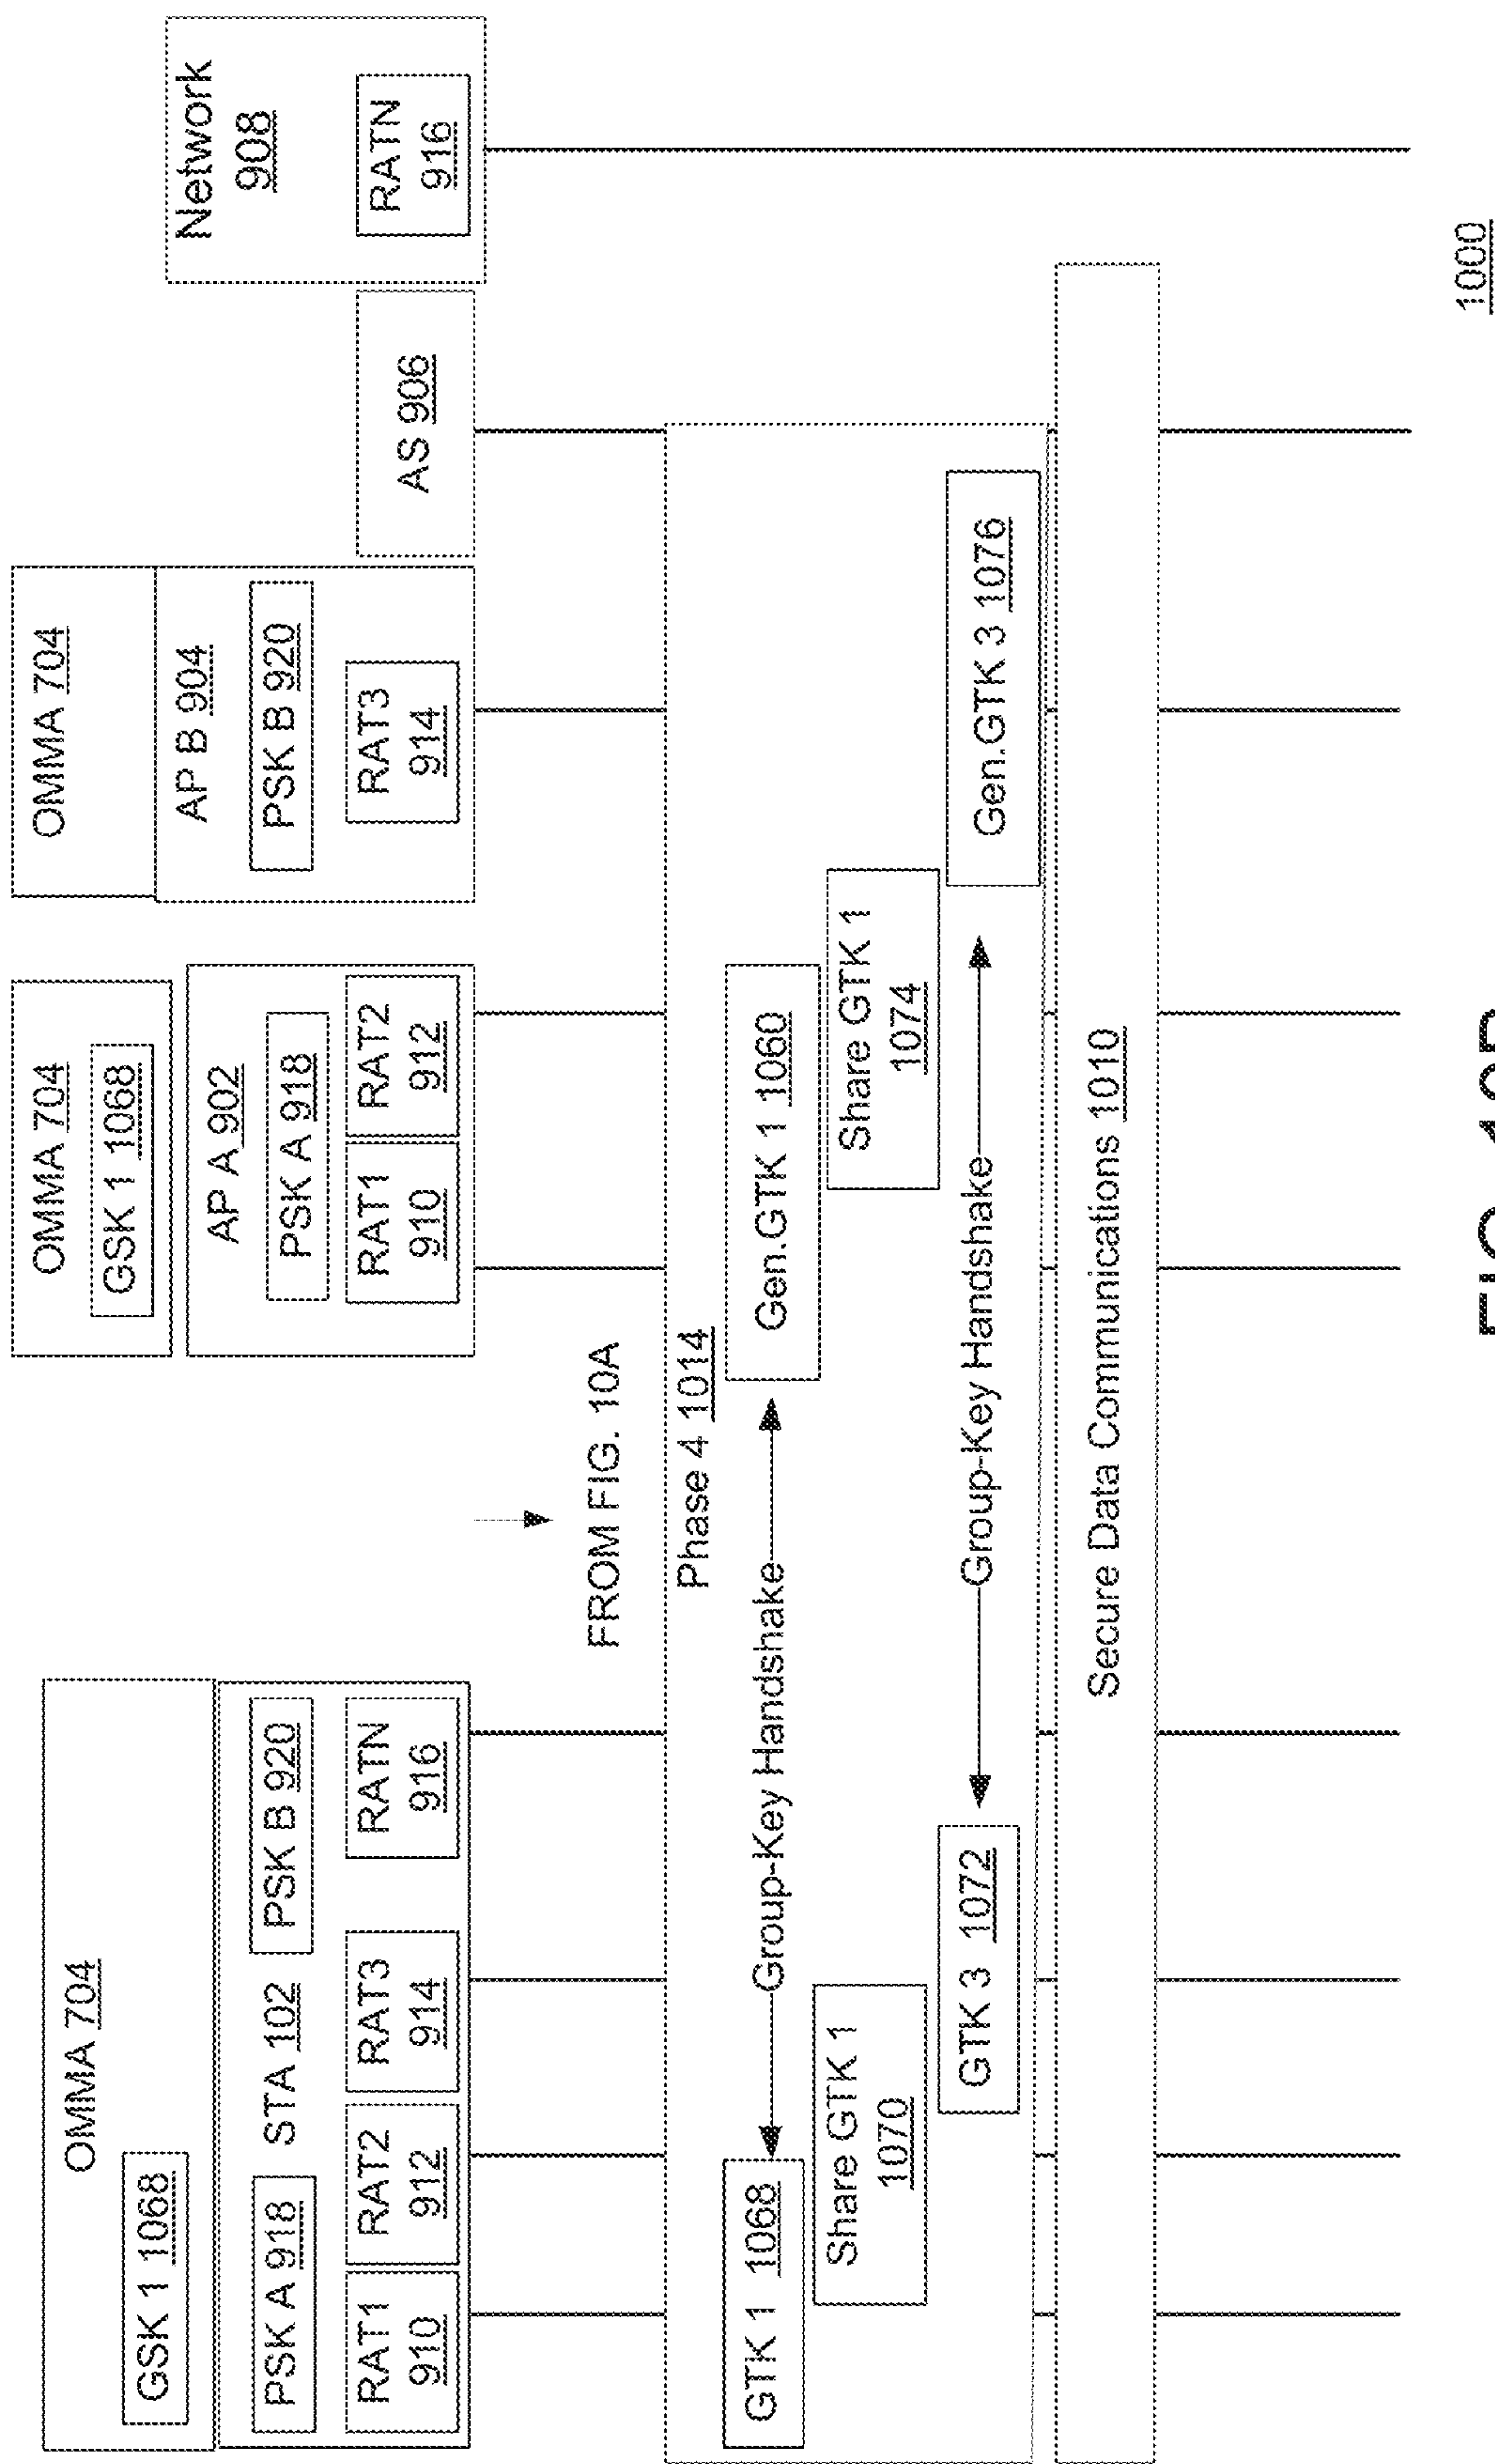 OMMA 704
GSK 1 1068
PSK A 918
STA 102
PSK B 920
RAT1
910
RAT2
912
RAT3
914
RATN
916
OMMA 704
GSK 1 1068
AP A 902
PSK A 918
RAT1
910
RAT2
912
OMMA 704
AP B 904
PSK B 920
RAT3
914
AS 906
Network
908
RATN
916
FROM FIG. 10A
Phase 4 1014
GTK 1 1068
Group-Key Handshake
Gen.GTK 1 1060
Share GTK 1
1070
Share GTK 1
1074
GTK 3 1072
Group-Key Handshake
Gen.GTK 3 1076
Secure Data Communications 1010
1000